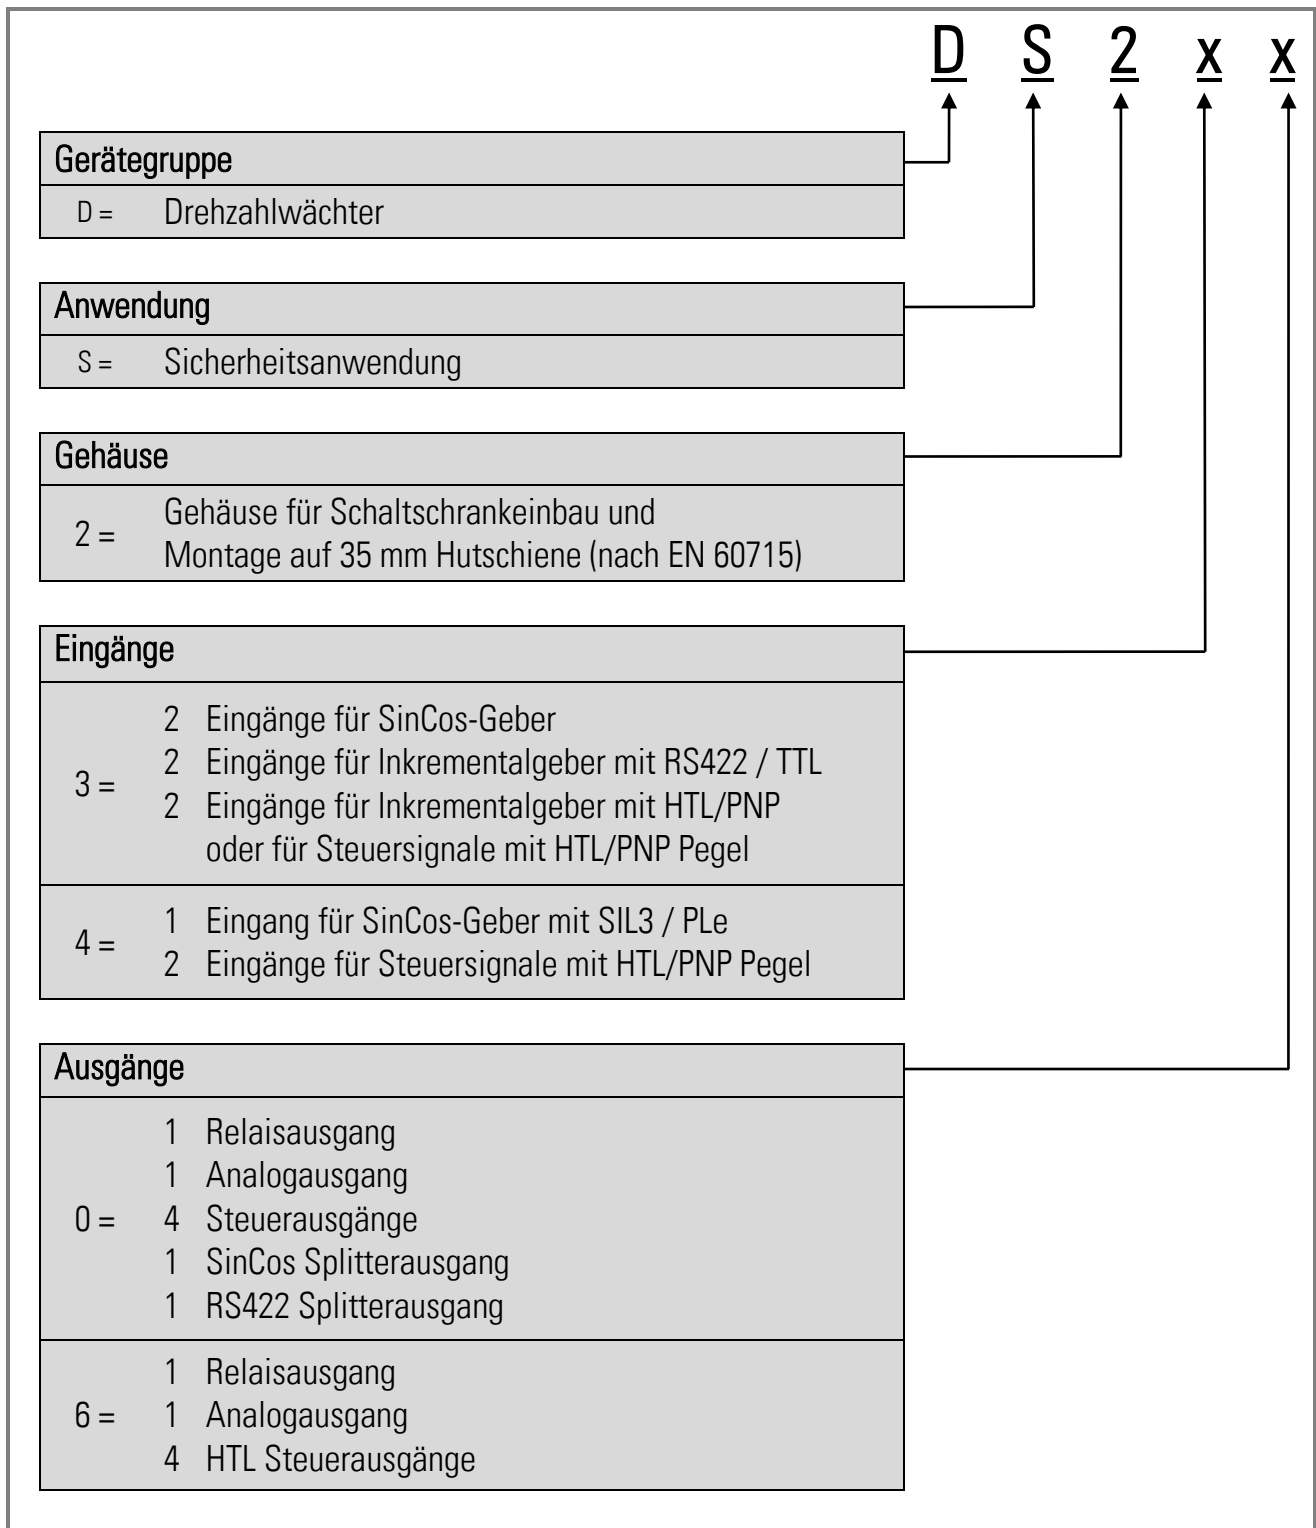 D S 2 x x
Gerätegruppe
D = Drehzahlwächter
Anwendung
S = Sicherheitsanwendung
Gehäuse
2 = Gehäuse für Schaltschrankeinbau und
Montage auf 35 mm Hutschiene (nach EN 60715)
Eingänge
3 = 2 Eingänge für SinCos-Geber
2 Eingänge für Inkrementalgeber mit RS422 / TTL
2 Eingänge für Inkrementalgeber mit HTL/PNP
oder für Steuersignale mit HTL/PNP Pegel
4 = 1 Eingang für SinCos-Geber mit SIL3 / PLe
2 Eingänge für Steuersignale mit HTL/PNP Pegel
Ausgänge
0 = 1 Relaisausgang
1 Analogausgang
4 Steuerausgänge
1 SinCos Splitterausgang
1 RS422 Splitterausgang
6 = 1 Relaisausgang
1 Analogausgang
4 HTL Steuerausgänge